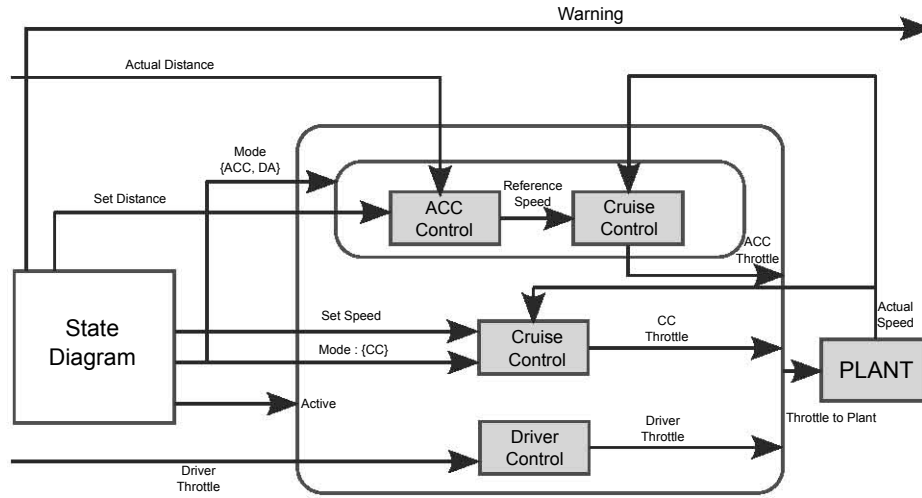 Warning
Actual Distance
Mode
{ACC, DA}
Set Distance
ACC
Control
Reference
Speed
Cruise
Control
ACC
Throttle
State
Diagram
Set Speed
Mode : {CC}
Active
Cruise
Control
CC
Throttle
Actual
Speed
PLANT
Throttle to Plant
Driver
Throttle
Driver
Control
Driver
Throttle